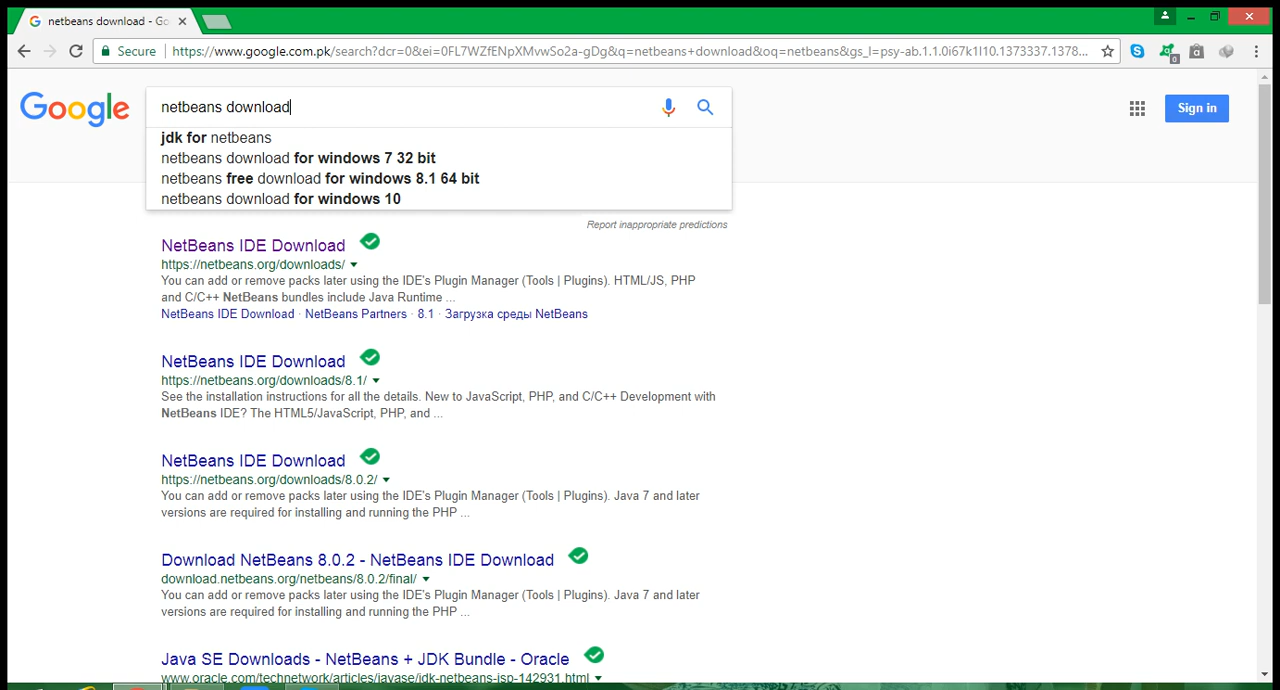 netbeans download - Go
Secure
https://www.google.com.pk/search?dcr=0&ei=0FL7WZfENpXMvwSo2a-gDg&q=netbeans+download&oq=netbeans&gs_l=psy-ab.1.1.0i67k1l10.1373337.1378...
Google
netbeans download
Sign in
jdk for netbeans
netbeans download for windows 7 32 bit
netbeans free download for windows 8.1 64 bit
netbeans download for windows 10
Report inappropriate predictions
NetBeans IDE Download
https://netbeans.org/downloads/
You can add or remove packs later using the IDE's Plugin Manager (Tools | Plugins). HTML/JS, PHP
and C/C++ NetBeans bundles include Java Runtime ...
NetBeans IDE Download · NetBeans Partners · 8.1 · Загрузка среды NetBeans
NetBeans IDE Download
https://netbeans.org/downloads/8.1/
See the installation instructions for all the details. New to JavaScript, PHP, and C/C++ Development with
NetBeans IDE? The HTML5/JavaScript, PHP, and ...
NetBeans IDE Download
https://netbeans.org/downloads/8.0.2/
You can add or remove packs later using the IDE's Plugin Manager (Tools | Plugins). Java 7 and later
versions are required for installing and running the PHP ...
Download NetBeans 8.0.2 - NetBeans IDE Download
download.netbeans.org/netbeans/8.0.2/final/
You can add or remove packs later using the IDE's Plugin Manager (Tools | Plugins). Java 7 and later
versions are required for installing and running the PHP ...
Java SE Downloads - NetBeans + JDK Bundle - Oracle
www.oracle.com/technetwork/articles/javase/jdk-netbeans-jsp-142931.html